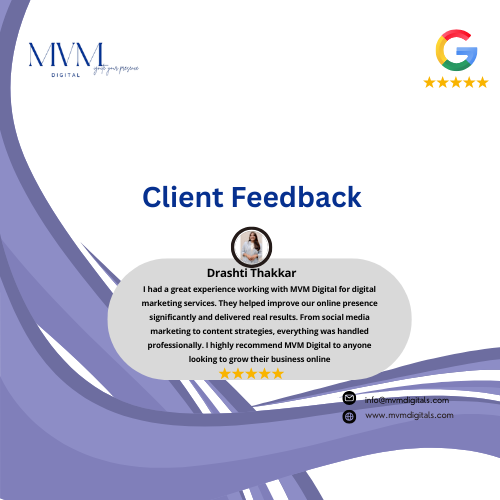 MVM
DIGITAL
Client Feedback
Drashti Thakkar
I had a great experience working with MVM Digital for digital
marketing services. They helped improve our online presence
significantly and delivered real results. From social media
marketing to content strategies, everything was handled
professionally. I highly recommend MVM Digital to anyone
looking to grow their business online
info@mvmdigitals.com
www.mvmdigitals.com